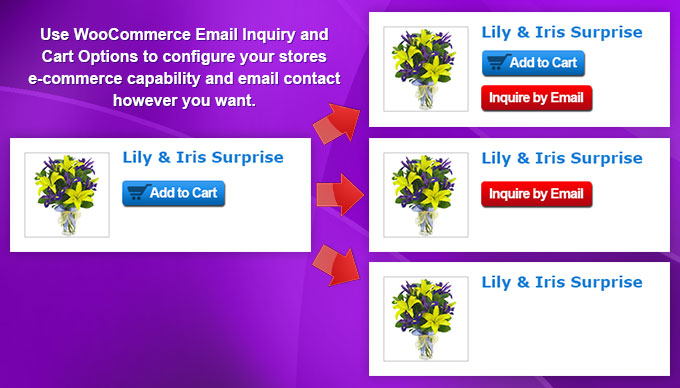 Use WooCommerce Email Inquiry and
Cart Options to configure your stores
e-commerce capability and email contact
however you want.
Lily & Iris Surprise
Add to Cart
Lily & Iris Surprise
Add to Cart
Inquire by Email
Lily & Iris Surprise
Inquire by Email
Lily & Iris Surprise